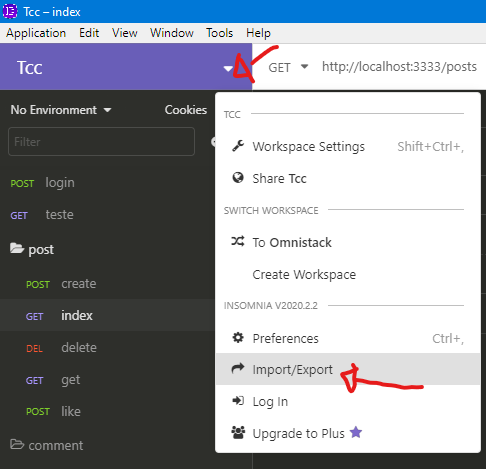 Tcc – index
Application Edit View Window Tools Help
Tcc
GET http://localhost:3333/posts
No Environment Cookies
Filter
POST login
GET teste
post
POST create
GET index
DEL delete
GET get
POST like
comment
TCC
Workspace Settings Shift+Ctrl+,
Share Tcc
SWITCH WORKSPACE
To Omnistack
Create Workspace
INSOMNIA V2020.2.2
Preferences Ctrl+,
Import/Export
Log In
Upgrade to Plus